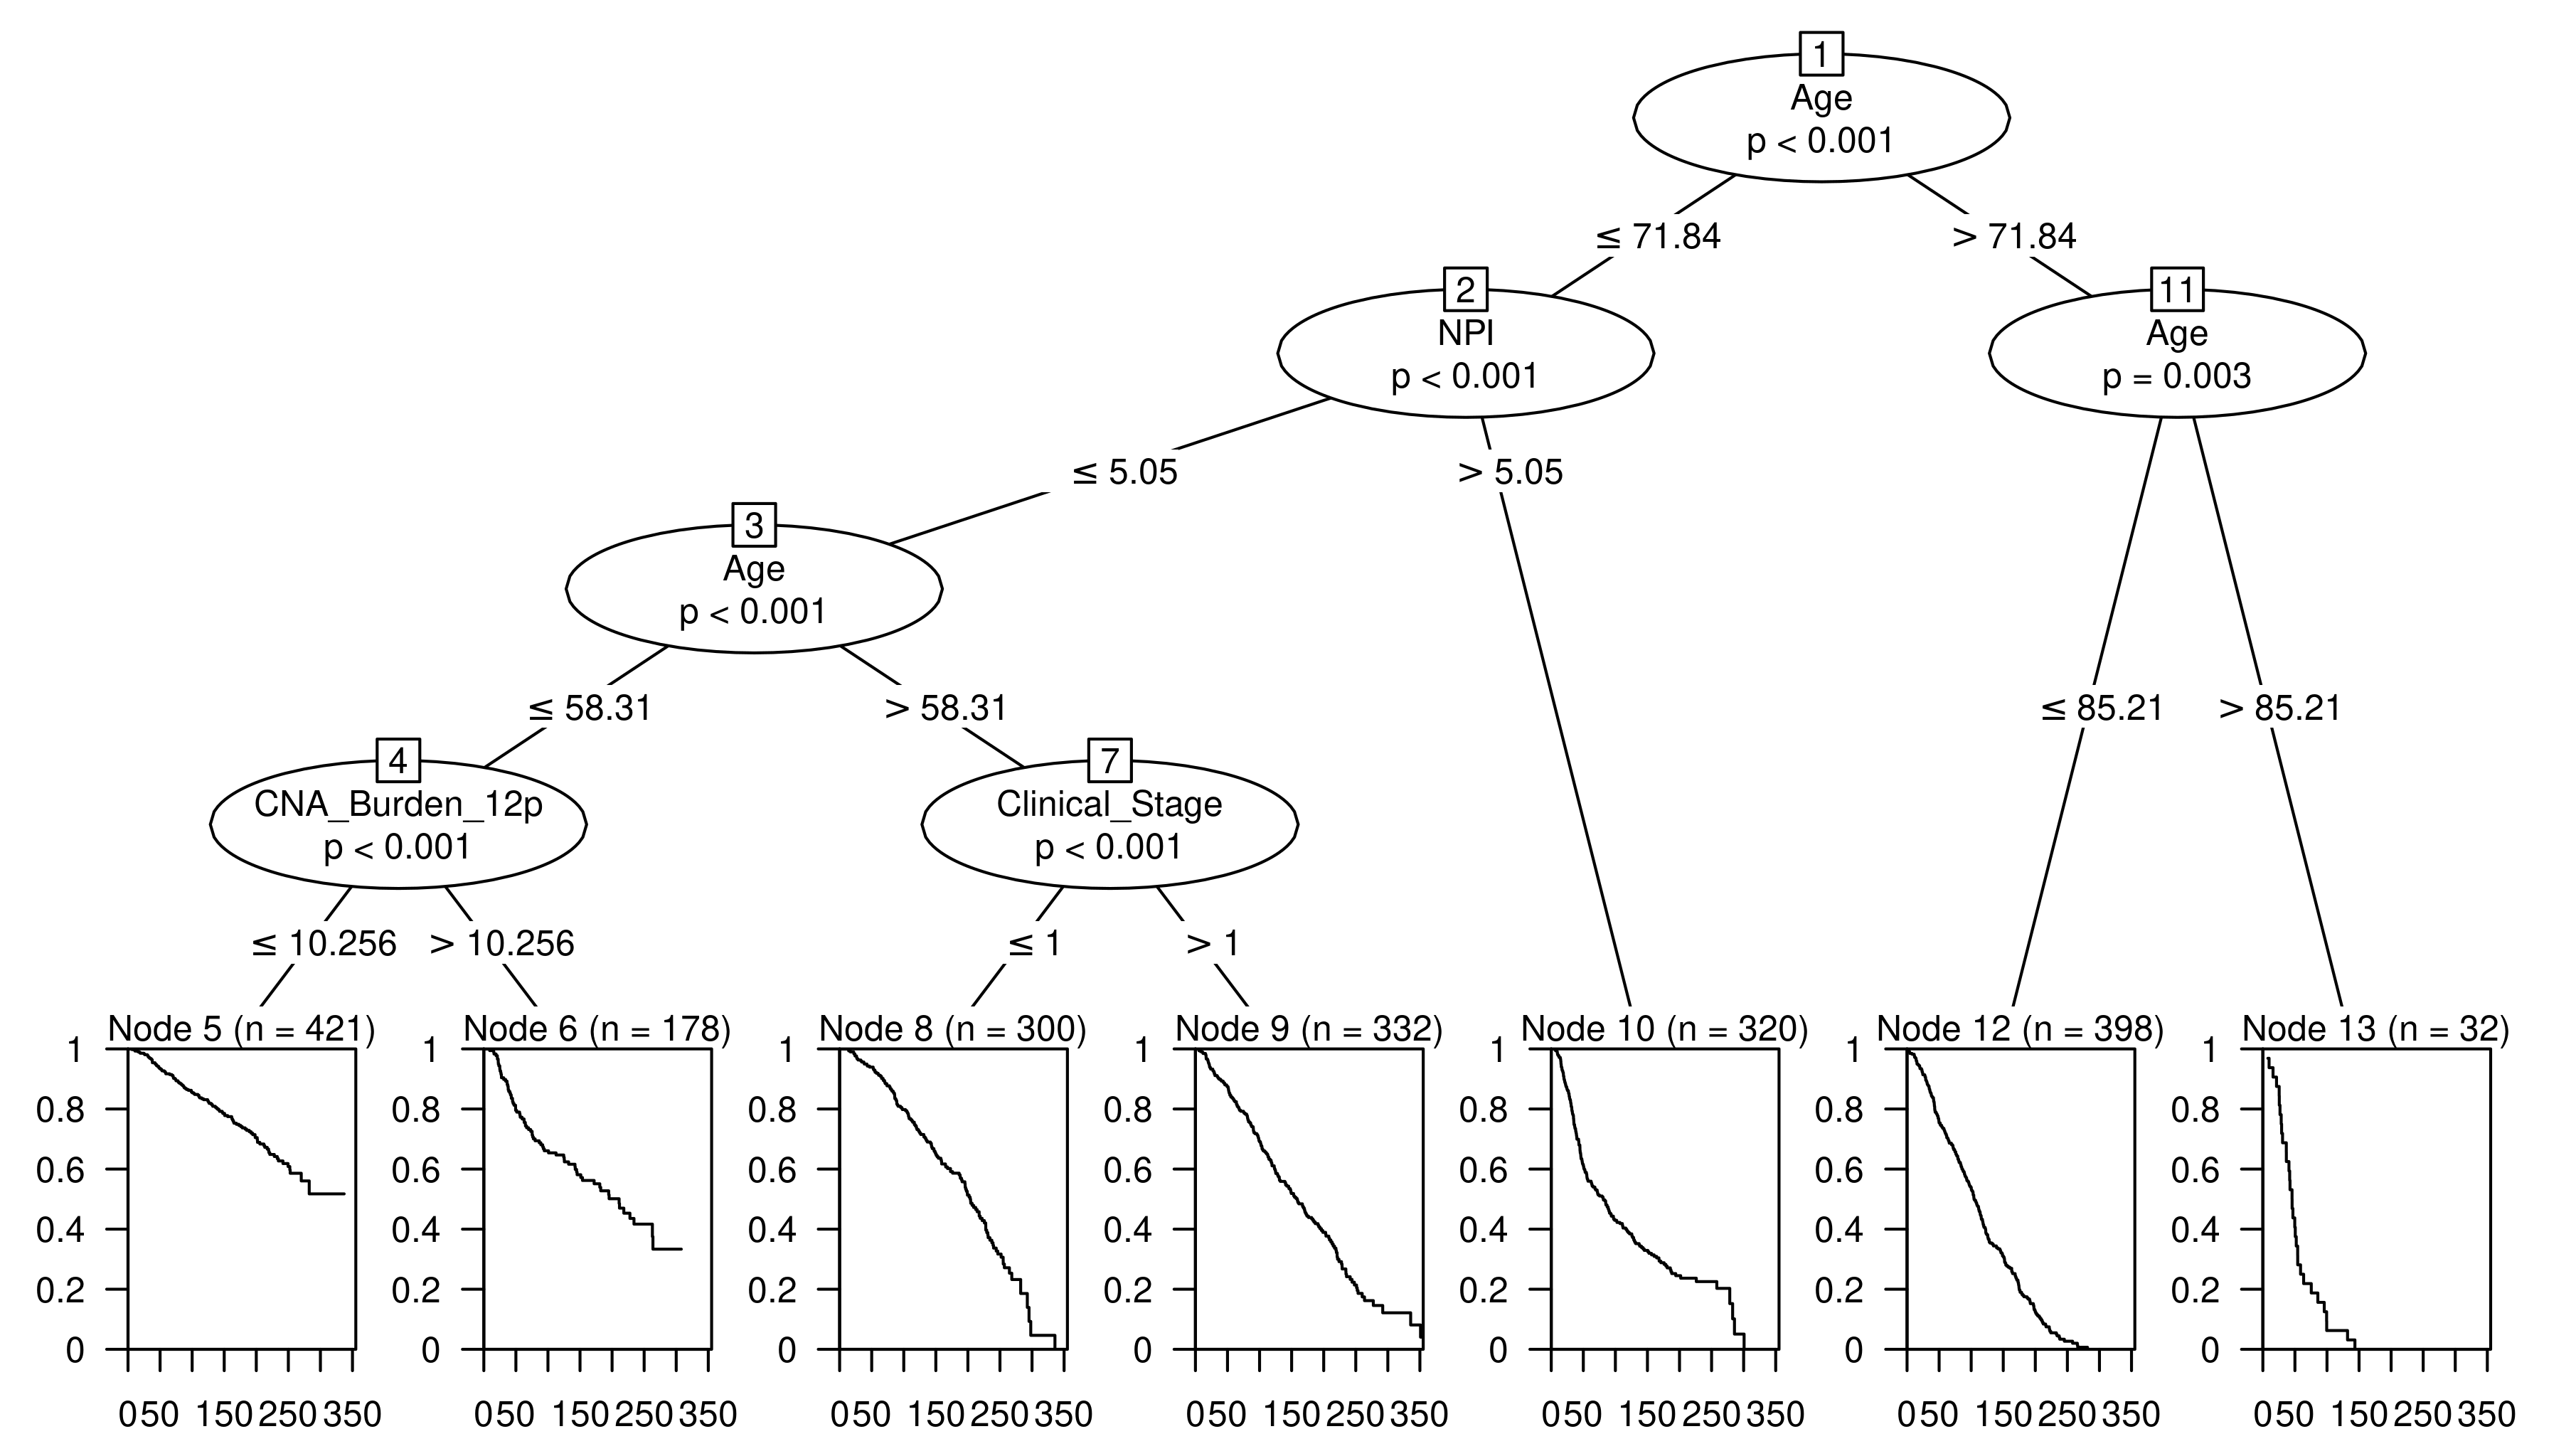 1
Age
p < 0.001
≤ 71.84
> 71.84
2
NPI
p < 0.001
11
Age
p = 0.003
≤ 5.05
> 5.05
3
Age
p < 0.001
≤ 58.31
> 58.31
≤ 85.21
> 85.21
4
CNA_Burden_12p
p < 0.001
7
Clinical_Stage
p < 0.001
≤ 10.256
> 10.256
≤ 1
> 1
Node 5 (n = 421)
1
0.8
0.6
0.4
0.2
0
0 50 150 250 350
Node 6 (n = 178)
1
0.8
0.6
0.4
0.2
0
0 50 150 250 350
Node 8 (n = 300)
1
0.8
0.6
0.4
0.2
0
0 50 150 250 350
Node 9 (n = 332)
1
0.8
0.6
0.4
0.2
0
0 50 150 250 350
Node 10 (n = 320)
1
0.8
0.6
0.4
0.2
0
0 50 150 250 350
Node 12 (n = 398)
1
0.8
0.6
0.4
0.2
0
0 50 150 250 350
Node 13 (n = 32)
1
0.8
0.6
0.4
0.2
0
0 50 150 250 350